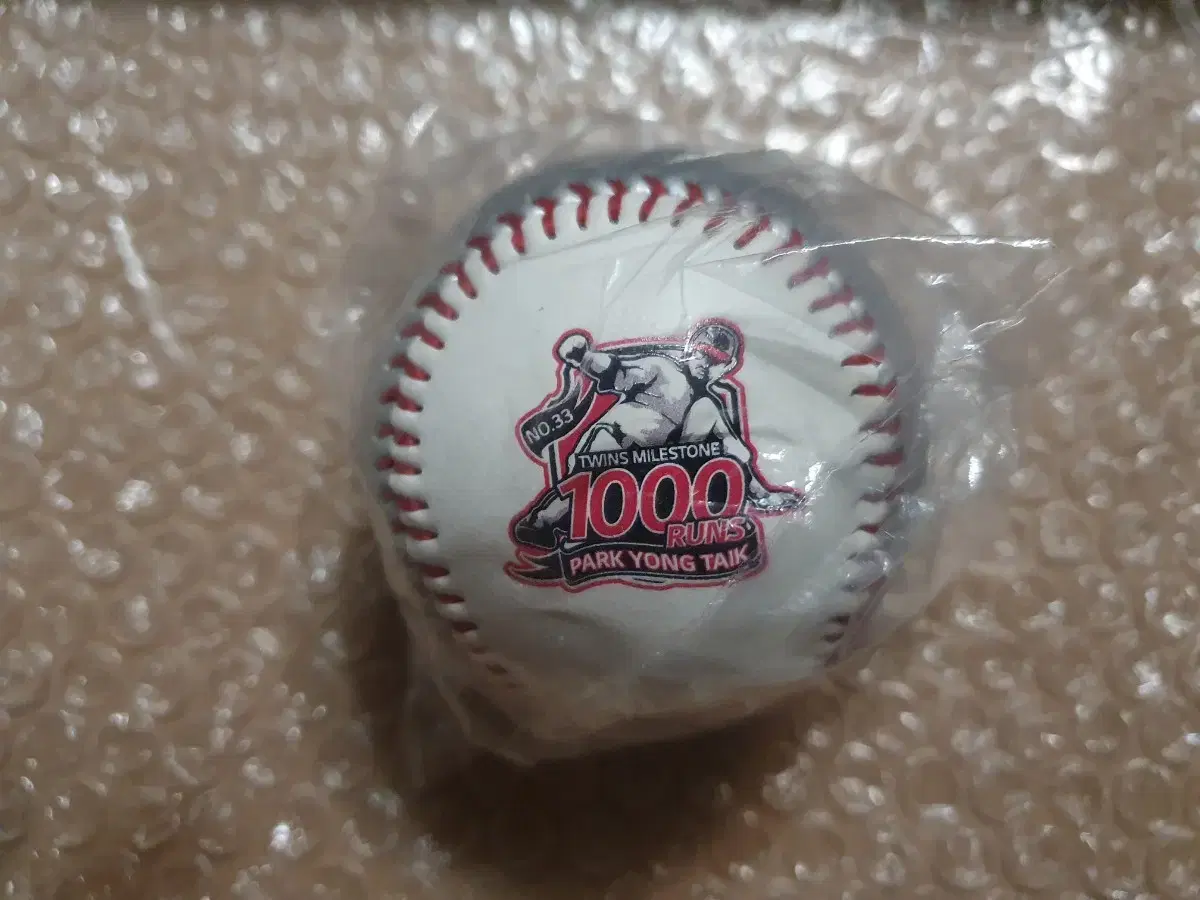 NO.33
TWINS MILESTONE
1000
RUNS
PARK YONG TAIK